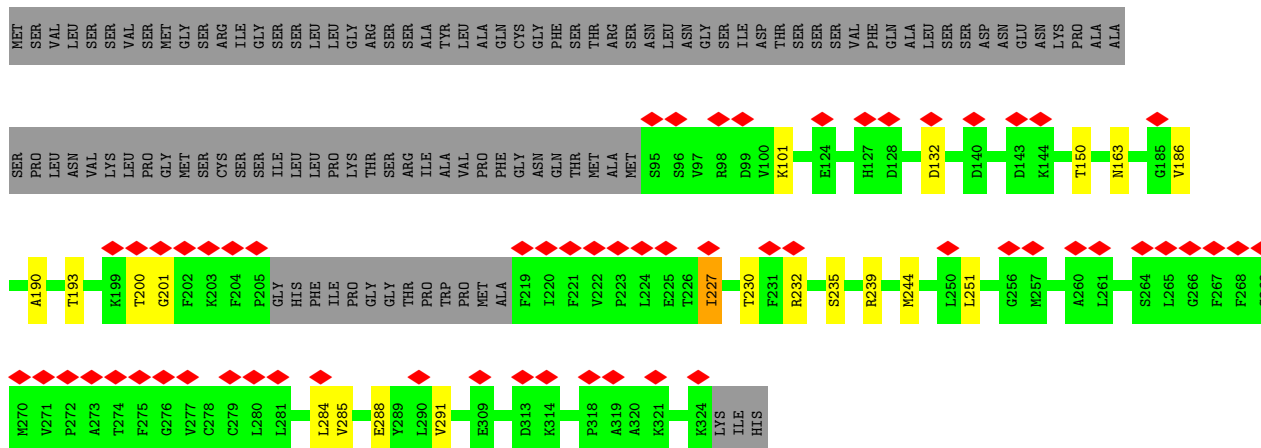 MET SER VAL LEU SER SER VAL SER MET GLY SER ARG ILE GLY SER SER LEU LEU GLY ARG SER SER ALA TYR LEU ALA GLN CYS GLY PHE SER THR ARG SER ASN LEU ASN GLY SER ILE ASP THR SER SER SER VAL PHE GLN ALA LEU SER SER ASP ASN GLU ASN LYS PRO ALA ALA
SER PRO LEU ASN VAL LYS LEU PRO GLY MET SER CYS SER SER ILE LEU LEU PRO LYS THR SER ARG ILE ALA VAL PRO PHE GLY ASN GLN THR MET ALA MET S95 S96 V97 R98 D99 V100 K101 E124 H127 D128 D132 D140 D143 K144 T150 N163 G185 V186
A190 T193 K199 T200 G201 F202 K203 F204 P205 GLY HIS PHE ILE PRO GLY GLY THR PRO TRP PRO MET ALA F219 I220 F221 V222 P223 L224 E225 T226 I227 T230 F231 R232 S235 R239 M244 L250 L251 G256 M257 A260 L261 S264 L265 G266 F267 F268
M270 V271 P272 A273 T274 F275 G276 V277 C278 C279 L280 L281 L284 V285 E288 Y289 L290 V291 E309 D313 K314 P318 A319 A320 K321 K324 LYS ILE HIS